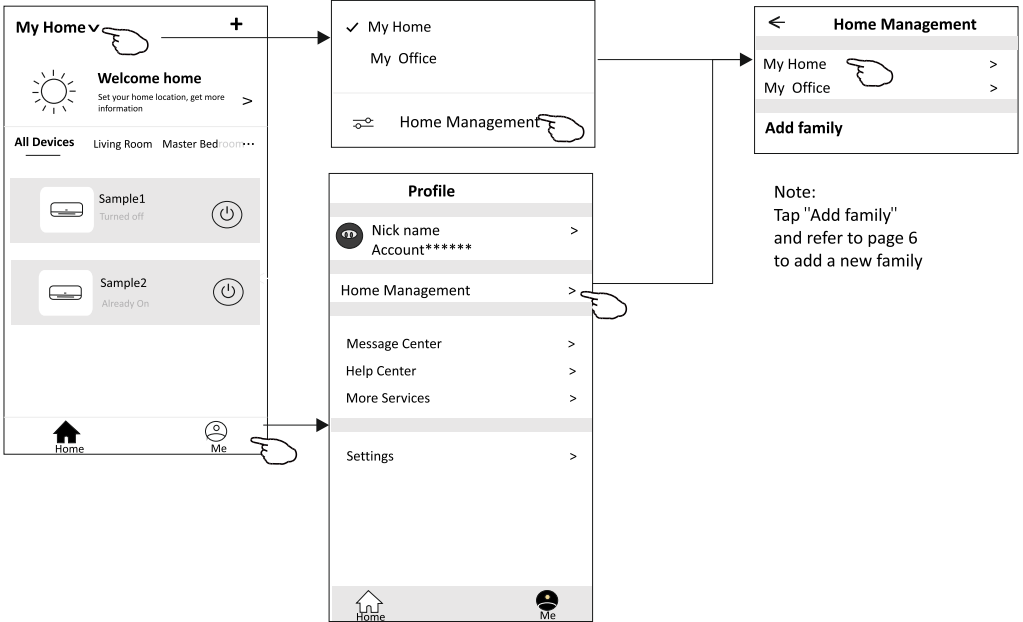 My Home
+
Welcome home
Set your home location, get more
information
>
All Devices
Living Room
Master Bedroom
...
Sample1
Turned off
Sample2
Already On
Home
Me
✓ My Home
My Office
Home Management
Profile
Nick name
>
Account******
Home Management
>
Message Center
>
Help Center
>
More Services
>
Settings
>
Home
Me
Home Management
My Home
>
My Office
>
Add family
Note:
Tap "Add family"
and refer to page 6
to add a new family